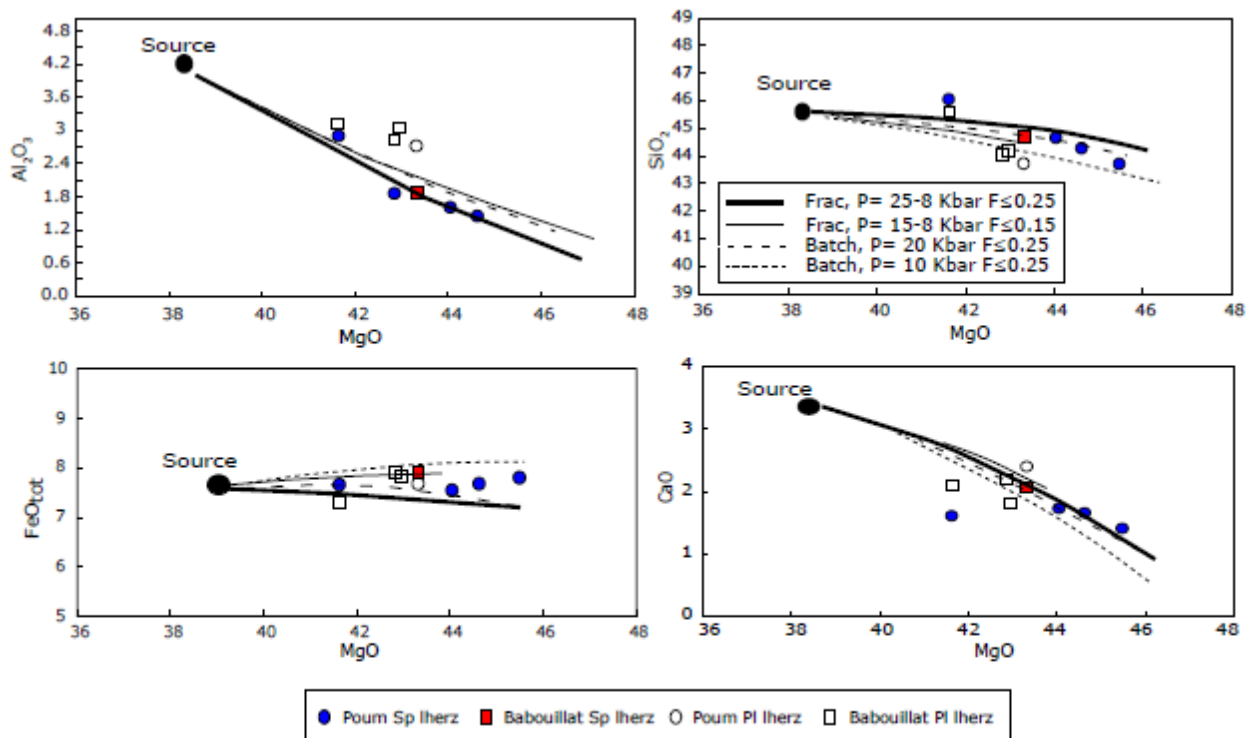 4.8
4.2
3.6
3
2.4
1.8
1.2
0.6
0.0
Al2O3
Source
36
40
42
44
46
48
MgO
49
48
47
46
45
44
43
42
41
40
39
SiO2
Source
Frac, P= 25-8 Kbar F≤0.25
Frac, P= 15-8 Kbar F≤0.15
Batch, P= 20 Kbar F≤0.25
Batch, P= 10 Kbar F≤0.25
36
38
40
42
44
46
48
MgO
10
9
8
7
6
5
FeOtot
Source
36
38
40
42
44
46
48
MgO
4
3
2
1
0
CaO
Source
36
38
40
42
44
46
48
MgO
Poum Sp lherz
Babouillat Sp lherz
Poum Pl lherz
Babouillat Pl lherz